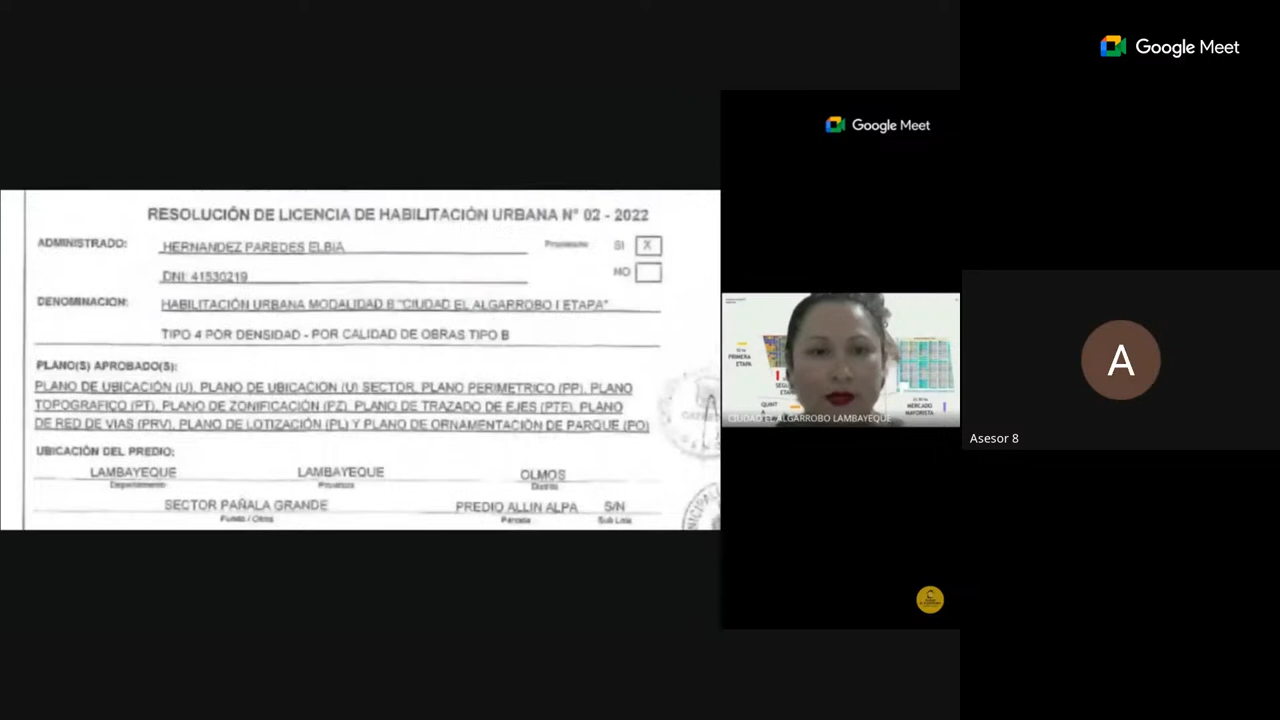 RESOLUCIÓN DE LICENCIA DE HABILITACIÓN URBANA N° 02 - 2022
ADMINISTRADO: HERNANDEZ PAREDES ELBIA SI X
DNI: 41530219 NO
DENOMINACION: HABILITACIÓN URBANA MODALIDAD B "CIUDAD EL ALGARROBO I ETAPA"
TIPO 4 POR DENSIDAD - POR CALIDAD DE OBRAS TIPO B
PLANO(S) APROBADO(S):
PLANO DE UBICACIÓN (U), PLANO DE UBICACIÓN (U) SECTOR, PLANO PERIMETRICO (PP), PLANO
TOPOGRAFICO (PT), PLANO DE ZONIFICACIÓN (PZ), PLANO DE TRAZADO DE EJES (PTE), PLANO
DE RED DE VIAS (PRV), PLANO DE LOTIZACIÓN (PL) Y PLANO DE ORNAMENTACIÓN DE PARQUE (PO)
UBICACIÓN DEL PREDIO:
LAMBAYEQUE LAMBAYEQUE OLMOS
Departamento Provincia Distrito
SECTOR PAÑALA GRANDE PREDIO ALLIN ALPA S/N
Fundo / Otros Parcela Sub Lote
Google Meet
PRIMERA
ETAPA
MERCADO
MAYORISTA
CIUDAD EL ALGARROBO LAMBAYEQUE
Google Meet
A
Asesor 8